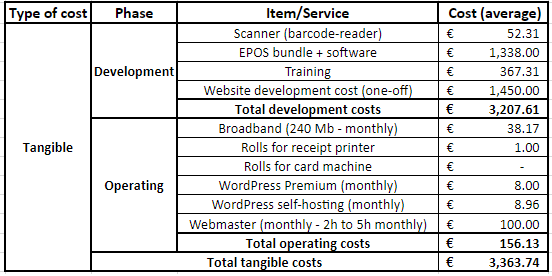 Type of cost Phase Item/Service Cost (average)
Scanner (barcode-reader) € 52.31
EPOS bundle + software € 1,338.00
Development Training € 367.31
Website development cost (one-off) € 1,450.00
Total development costs € 3,207.61
Broadband (240 Mb - monthly) € 38.17
Tangible Rolls for receipt printer € 1.00
Rolls for card machine € -
Operating WordPress Premium (monthly) € 8.00
WordPress self-hosting (monthly) € 8.96
Webmaster (monthly - 2h to 5h monthly) € 100.00
Total operating costs € 156.13
Total tangible costs € 3,363.74